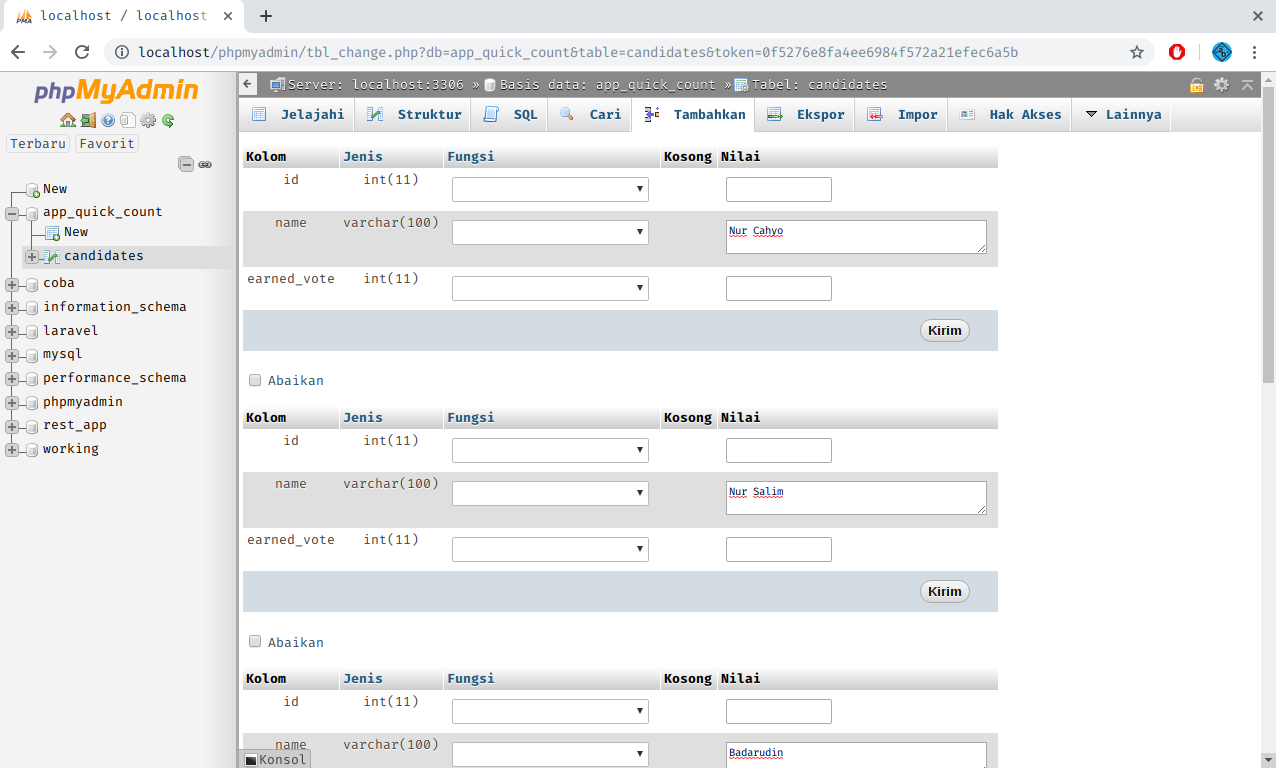 localhost / localhost
localhost/phpmyadmin/tbl_change.php?db=app_quick_count&table=candidates&token=0f5276e8fa4ee6984f572a21efec6a5b
phpMyAdmin
Terbaru Favorit
New
app_quick_count
New
candidates
coba
information_schema
laravel
mysql
performance_schema
phpmyadmin
rest_app
working
Server: localhost:3306 » Basis data: app_quick_count » Tabel: candidates
Jelajahi Struktur SQL Cari Tambahkan Ekspor Impor Hak Akses Lainnya
Kolom Jenis Fungsi Kosong Nilai
id int(11)
name varchar(100) Nur Cahyo
earned_vote int(11)
Kirim
Abaikan
Kolom Jenis Fungsi Kosong Nilai
id int(11)
name varchar(100) Nur Salim
earned_vote int(11)
Kirim
Abaikan
Kolom Jenis Fungsi Kosong Nilai
id int(11)
name varchar(100) Badarudin
Konsol